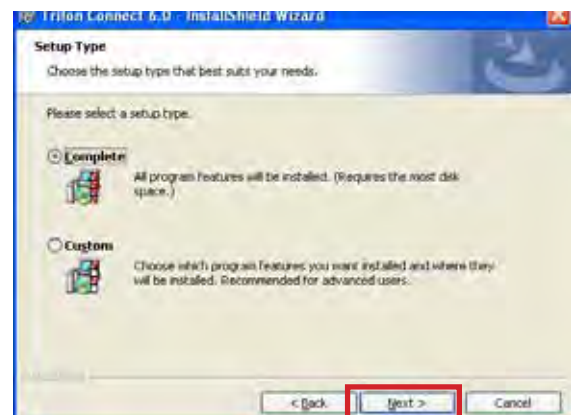 Trilon Connect 6.0 - InstallShield Wizard
Setup Type
Choose the setup type that best suits your needs.
Please select a setup type.
Complete
All program features will be installed. (Requires the most disk
space.)
Custom
Choose which program features you want installed and where they
will be installed. Recommended for advanced users.
< Back
Next >
Cancel